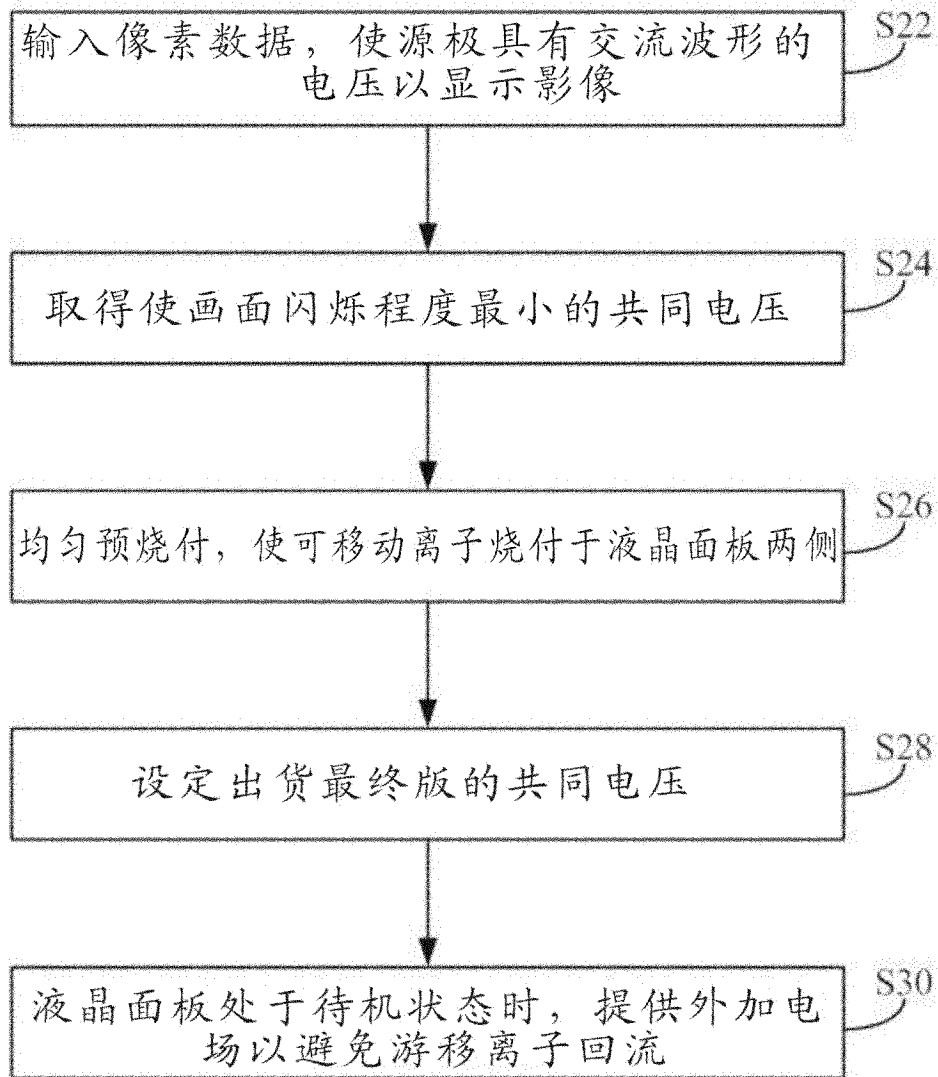 输入像素数据，使源极具有交流波形的
电压以显示影像
S22
取得使画面闪烁程度最小的共同电压
S24
均匀预烧付，使可移动离子烧付于液晶面板两侧
S26
设定出货最终版的共同电压
S28
液晶面板处于待机状态时，提供外加电
场以避免游移离子回流
S30